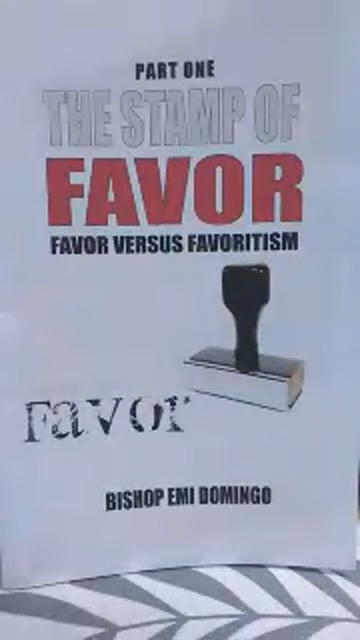 PART ONE
THE STAMP OF
FAVOR
FAVOR VERSUS FAVORITISM
Favor
BISHOP EMI DOMINGO